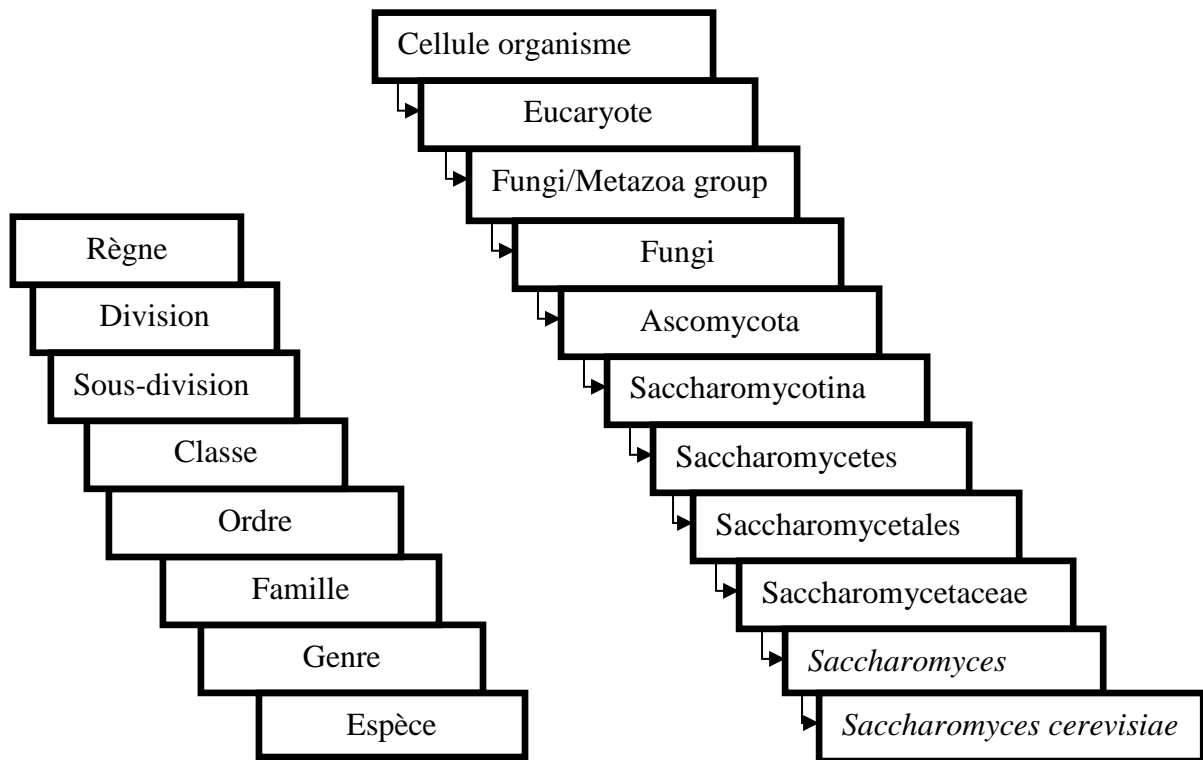 Cellule organisme
Eucaryote
Fungi/Metazoa group
Règne
Fungi
Division
Ascomycota
Sous-division
Saccharomycotina
Classe
Saccharomycetes
Ordre
Saccharomycetales
Famille
Saccharomycetaceae
Genre
Saccharomyces
Espèce
Saccharomyces cerevisiae